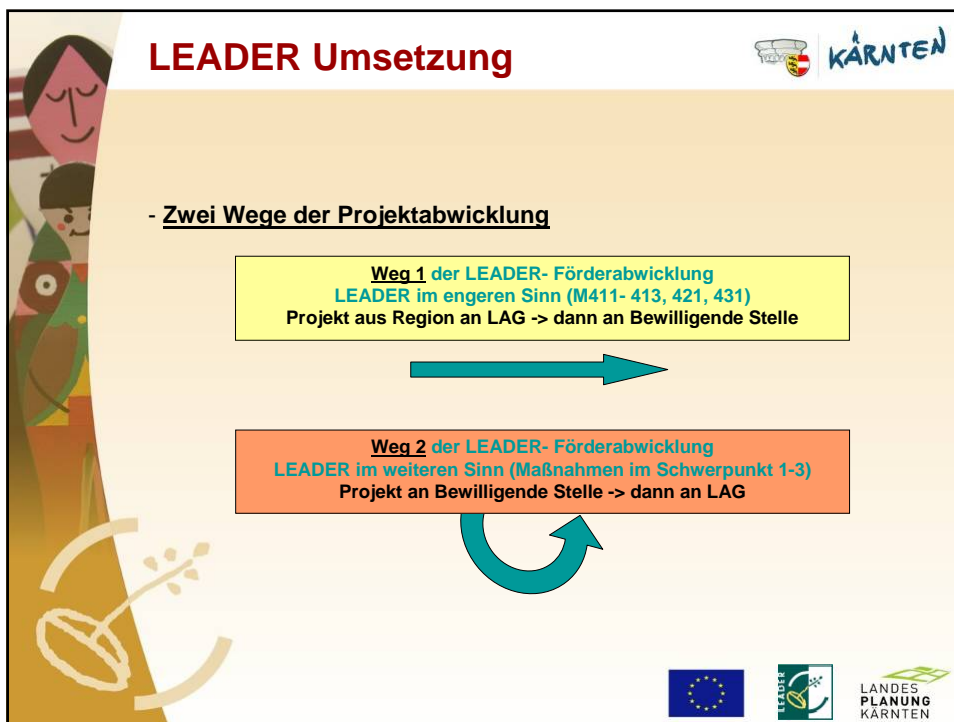 LEADER Umsetzung
KÄRNTEN
- Zwei Wege der Projektabwicklung
Weg 1 der LEADER- Förderabwicklung
LEADER im engeren Sinn (M411- 413, 421, 431)
Projekt aus Region an LAG -> dann an Bewilligende Stelle
Weg 2 der LEADER- Förderabwicklung
LEADER im weiteren Sinn (Maßnahmen im Schwerpunkt 1-3)
Projekt an Bewilligende Stelle -> dann an LAG
LEADER
LANDES
PLANUNG
KÄRNTEN